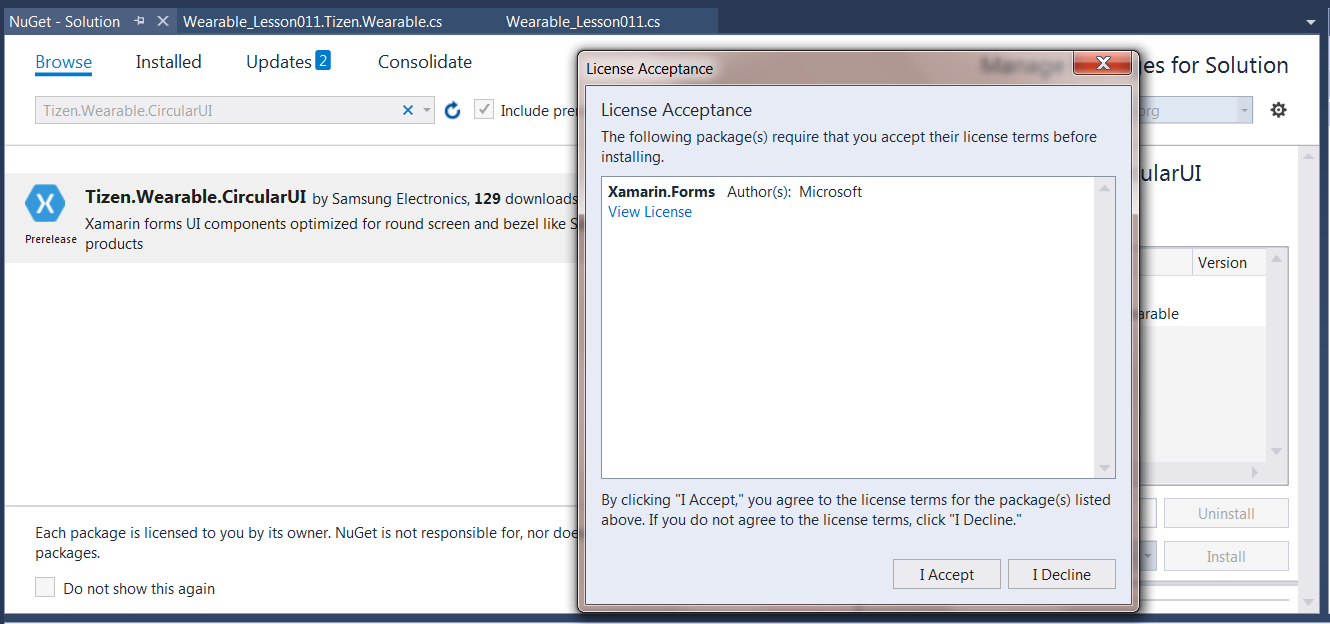 NuGet - Solution
Wearable_Lesson011.Tizen.Wearable.cs
Wearable_Lesson011.cs
Browse
Installed
Updates 2
Consolidate
Manage
es for Solution
Tizen.Wearable.CircularUI
Include prer
org
Tizen.Wearable.CircularUI by Samsung Electronics, 129 downloads
Xamarin forms UI components optimized for round screen and bezel like S
products
Prerelease
ularUI
Version
arable
Uninstall
Install
Each package is licensed to you by its owner. NuGet is not responsible for, nor doe
packages.
Do not show this again
License Acceptance
License Acceptance
The following package(s) require that you accept their license terms before
installing.
Xamarin.Forms Author(s): Microsoft
View License
By clicking "I Accept," you agree to the license terms for the package(s) listed
above. If you do not agree to the license terms, click "I Decline."
I Accept
I Decline